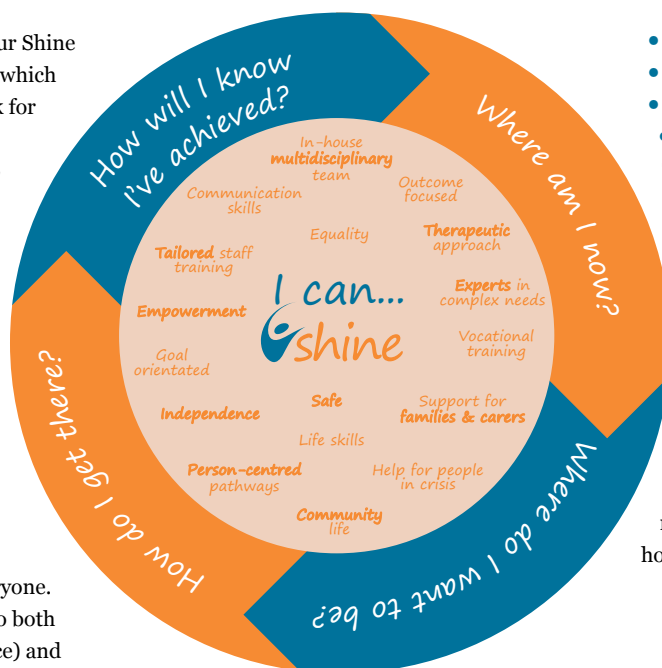 ur Shine
which
for
How will I know
I've achieved?
Where am I now?
Where do I want to be?
How do I get there?
In-house
multidisciplinary
team
Communication
skills
Outcome
focused
Equality
Tailored staff
training
Therapeutic
approach
I can...
shine
Empowerment
Experts in
complex needs
Goal
orientated
Vocational
training
Independence
Safe
Support for
families & carers
Life skills
Person-centred
pathways
Help for people
in crisis
Community
life
ho
ryone.
o both
ce) and